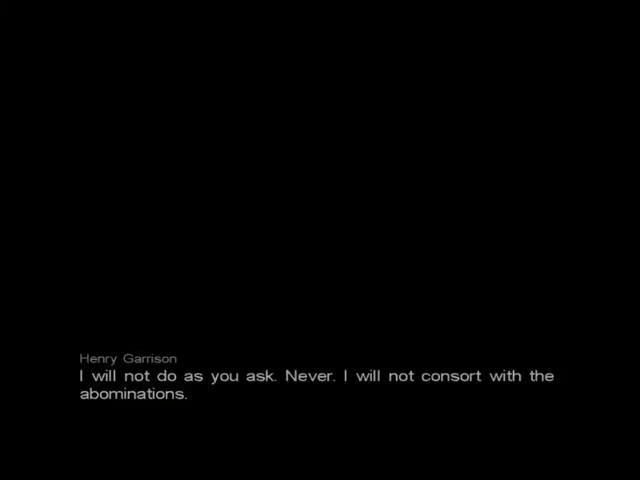 Henry Garrison
I will not do as you ask. Never. I will not consort with the
abominations.